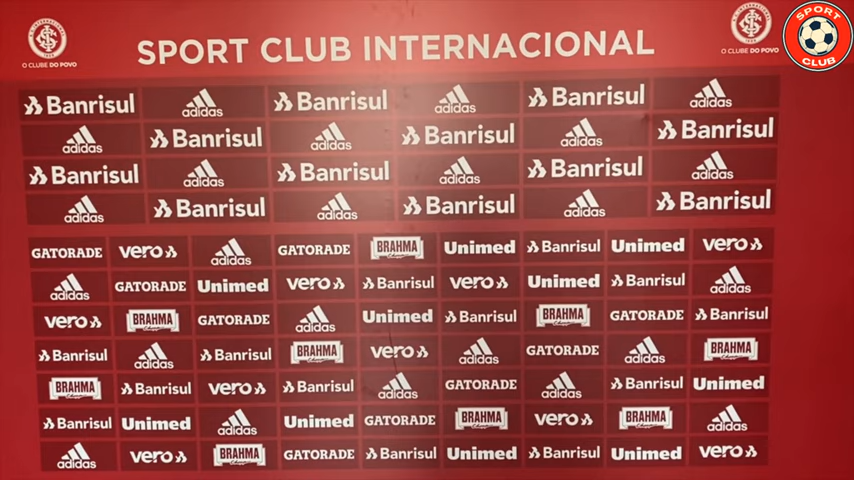 SPORT CLUB INTERNACIONAL
O CLUBE DO POVO
O CLUBE DO POVO
SPORT
CLUB
Banrisul adidas Banrisul adidas Banrisul adidas
adidas Banrisul adidas Banrisul adidas Banrisul
Banrisul adidas Banrisul adidas Banrisul adidas
adidas Banrisul adidas Banrisul adidas Banrisul
GATORADE vero adidas GATORADE BRAHMA Unimed Banrisul Unimed vero
adidas GATORADE Unimed vero Banrisul vero Unimed Banrisul adidas
vero BRAHMA GATORADE adidas Unimed Banrisul BRAHMA GATORADE Banrisul
Banrisul adidas Banrisul BRAHMA vero adidas GATORADE adidas BRAHMA
BRAHMA Banrisul vero Banrisul adidas GATORADE adidas Banrisul Unimed
Banrisul Unimed adidas Unimed GATORADE BRAHMA vero BRAHMA adidas
adidas vero BRAHMA GATORADE Banrisul Unimed Banrisul Unimed vero